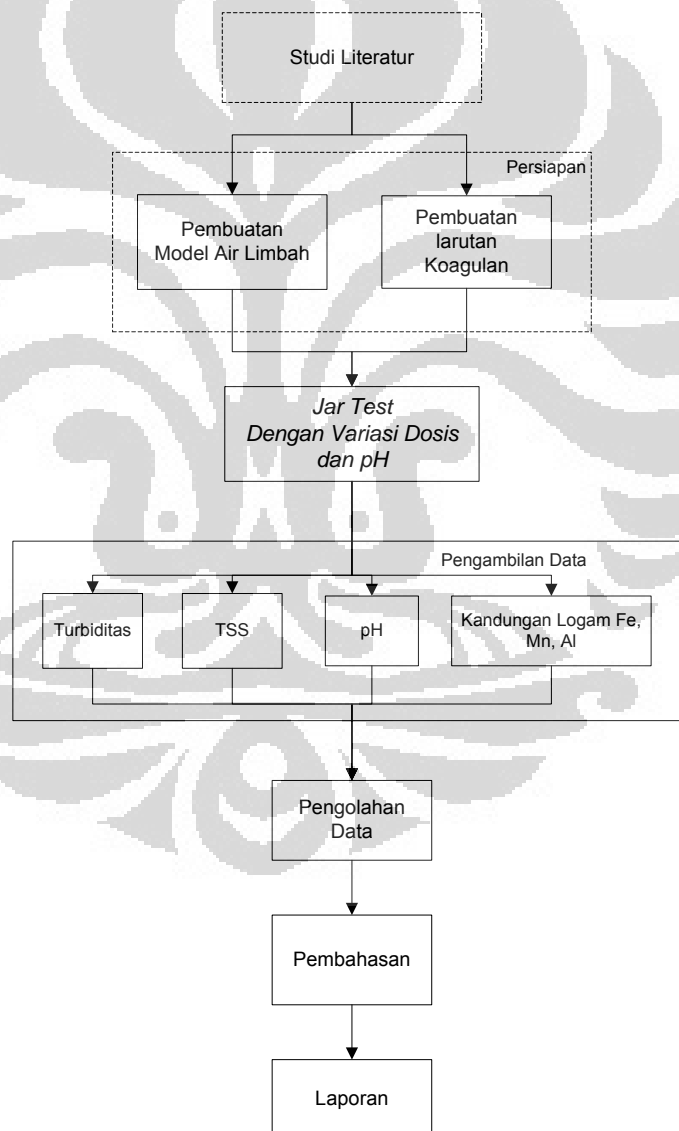 Studi Literatur
Persiapan
Pembuatan
Model Air Limbah
Pembuatan
larutan
Koagulan
Jar Test
Dengan Variasi Dosis
dan pH
Pengambilan Data
Turbiditas
TSS
pH
Kandungan Logam Fe,
Mn, Al
Pengolahan
Data
Pembahasan
Laporan